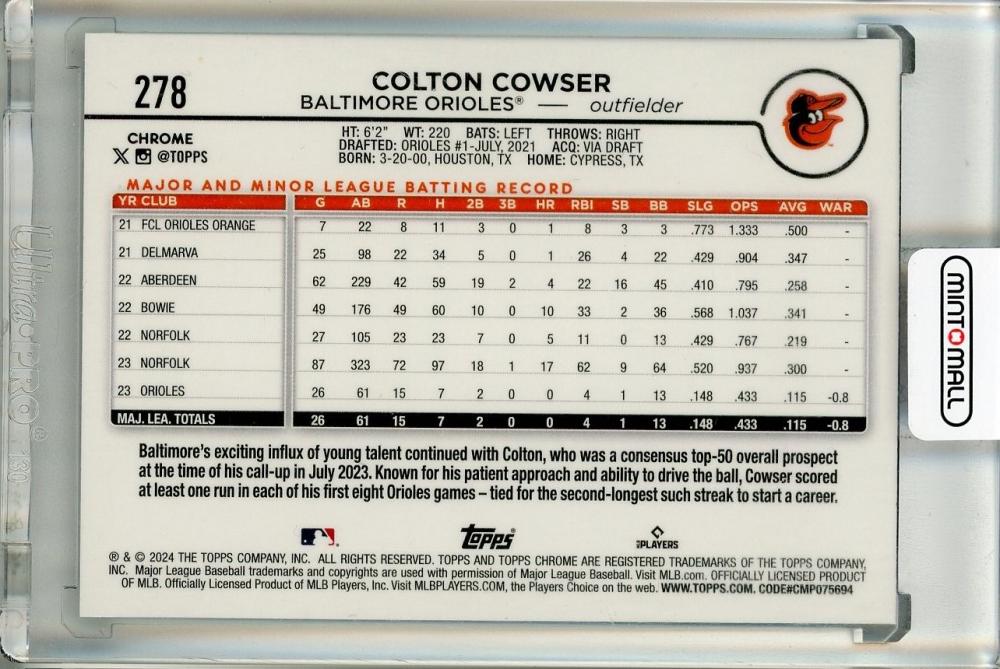 278
COLTON COWSER
BALTIMORE ORIOLES® — outfielder
CHROME
@TOPPS
HT: 6'2" WT: 220 BATS: LEFT THROWS: RIGHT
DRAFTED: ORIOLES #1-JULY, 2021 ACQ: VIA DRAFT
BORN: 3-20-00, HOUSTON, TX HOME: CYPRESS, TX
MAJOR AND MINOR LEAGUE BATTING RECORD
YR CLUB G AB R H 2B 3B HR RBI SB BB SLG OPS AVG WAR
21 FCL ORIOLES ORANGE 7 22 8 11 3 0 1 8 3 3 .773 1.333 .500 -
21 DELMARVA 25 98 22 34 5 0 1 26 4 22 .429 .904 .347 -
22 ABERDEEN 62 229 42 59 19 2 4 22 16 45 .410 .795 .258 -
22 BOWIE 49 176 49 60 10 0 10 33 2 36 .568 1.037 .341 -
22 NORFOLK 27 105 23 23 7 0 5 11 0 13 .429 .767 .219 -
23 NORFOLK 87 323 72 97 18 1 17 62 9 64 .520 .937 .300 -
23 ORIOLES 26 61 15 7 2 0 0 4 1 13 .148 .433 .115 -0.8
MAJ. LEA. TOTALS 26 61 15 7 2 0 0 4 1 13 .148 .433 .115 -0.8
Baltimore's exciting influx of young talent continued with Colton, who was a consensus top-50 overall prospect
at the time of his call-up in July 2023. Known for his patient approach and ability to drive the ball, Cowser scored
at least one run in each of his first eight Orioles games – tied for the second-longest such streak to start a career.
Topps
PLAYERS
® & © 2024 THE TOPPS COMPANY, INC. ALL RIGHTS RESERVED. TOPPS AND TOPPS CHROME ARE REGISTERED TRADEMARKS OF THE TOPPS COMPANY,
INC. Major League Baseball trademarks and copyrights are used with permission of Major League Baseball. Visit MLB.com. OFFICIALLY LICENSED PRODUCT
OF MLB. Officially Licensed Product of MLB Players, Inc. Visit MLBPLAYERS.COM, the Players Choice on the web. WWW.TOPPS.COM. CODE#CMP075694
MINTMALL
Ultra PRO® 130